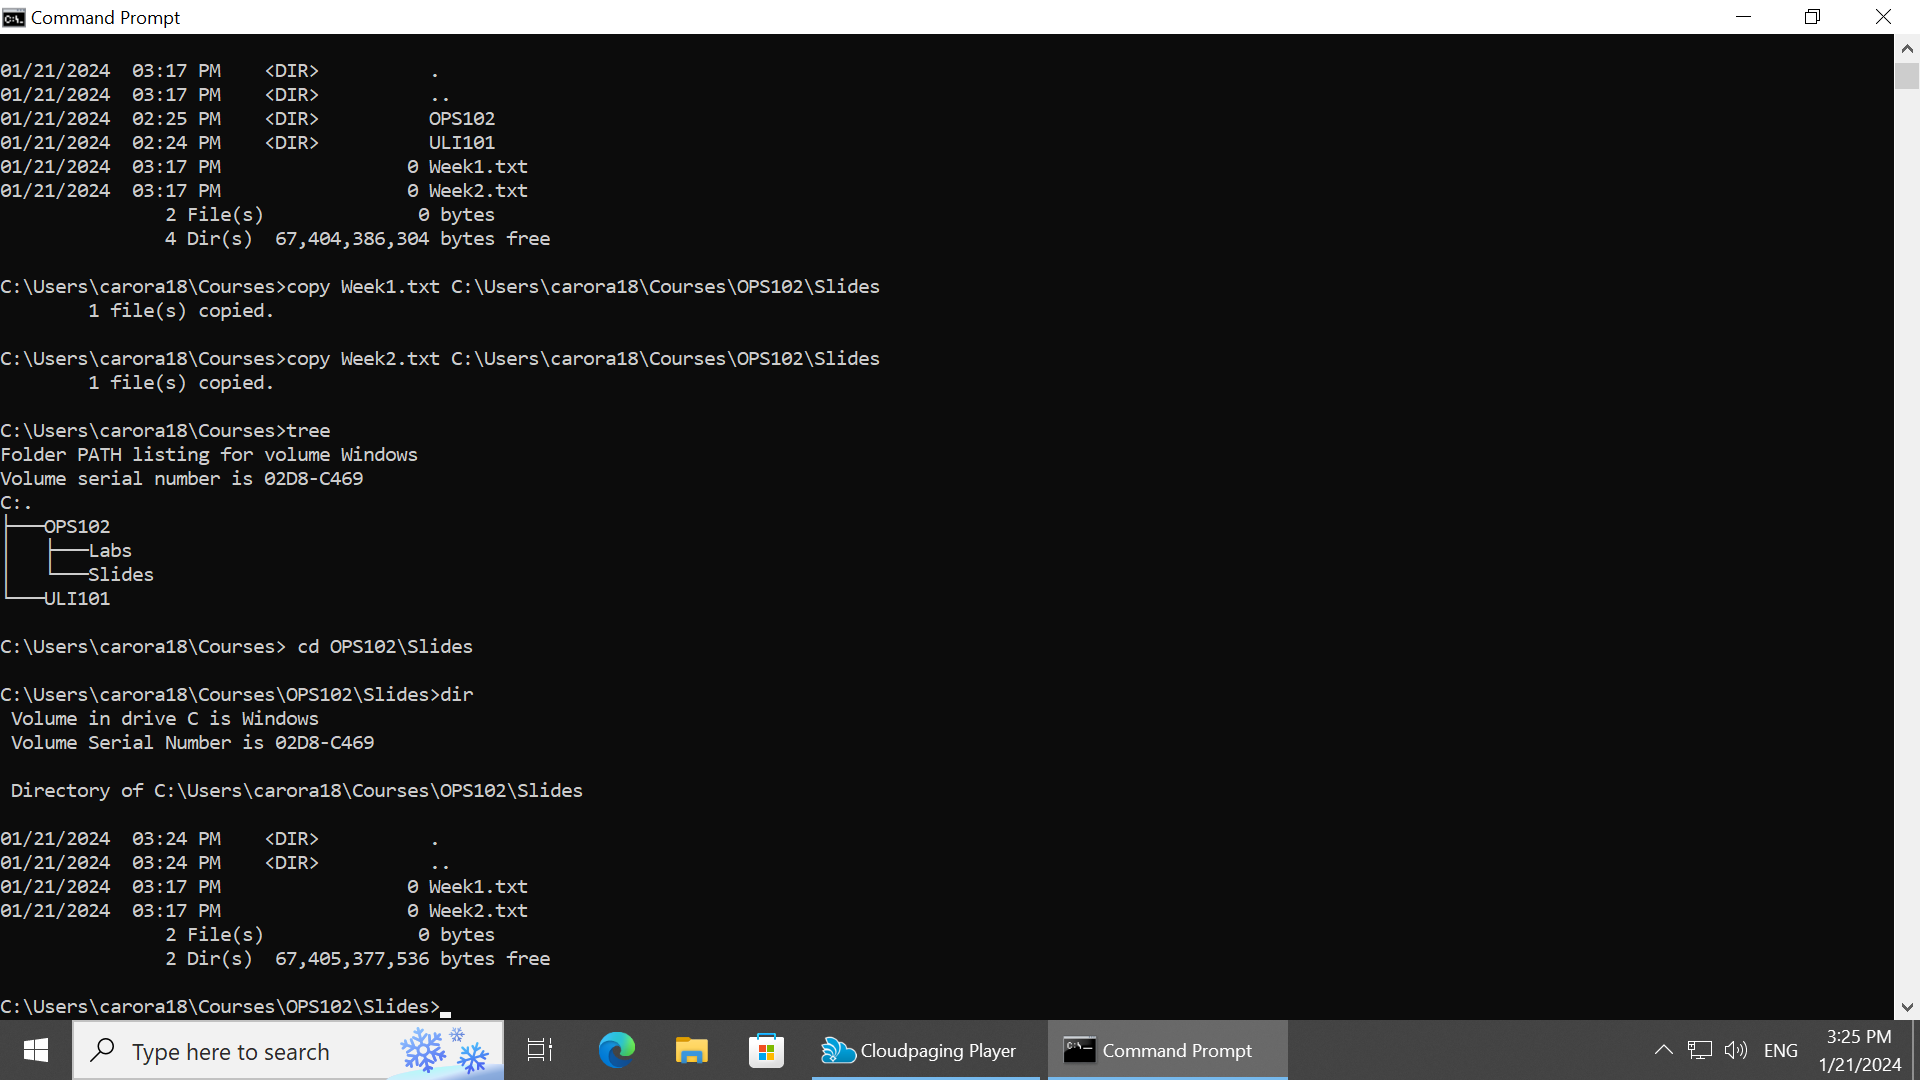 Command Prompt
01/21/2024  03:17 PM    <DIR>          .
01/21/2024  03:17 PM    <DIR>          ..
01/21/2024  02:25 PM    <DIR>          OPS102
01/21/2024  02:24 PM    <DIR>          ULI101
01/21/2024  03:17 PM                 0 Week1.txt
01/21/2024  03:17 PM                 0 Week2.txt
               2 File(s)              0 bytes
               4 Dir(s)  67,404,386,304 bytes free
C:\Users\carora18\Courses>copy Week1.txt C:\Users\carora18\Courses\OPS102\Slides
        1 file(s) copied.
C:\Users\carora18\Courses>copy Week2.txt C:\Users\carora18\Courses\OPS102\Slides
        1 file(s) copied.
C:\Users\carora18\Courses>tree
Folder PATH listing for volume Windows
Volume serial number is 02D8-C469
C:.
├───OPS102
│   ├───Labs
│   └───Slides
└───ULI101
C:\Users\carora18\Courses> cd OPS102\Slides
C:\Users\carora18\Courses\OPS102\Slides>dir
 Volume in drive C is Windows
 Volume Serial Number is 02D8-C469
 Directory of C:\Users\carora18\Courses\OPS102\Slides
01/21/2024  03:24 PM    <DIR>          .
01/21/2024  03:24 PM    <DIR>          ..
01/21/2024  03:17 PM                 0 Week1.txt
01/21/2024  03:17 PM                 0 Week2.txt
               2 File(s)              0 bytes
               2 Dir(s)  67,405,377,536 bytes free
C:\Users\carora18\Courses\OPS102\Slides>_
Type here to search
Cloudpaging Player
Command Prompt
ENG
3:25 PM
1/21/2024